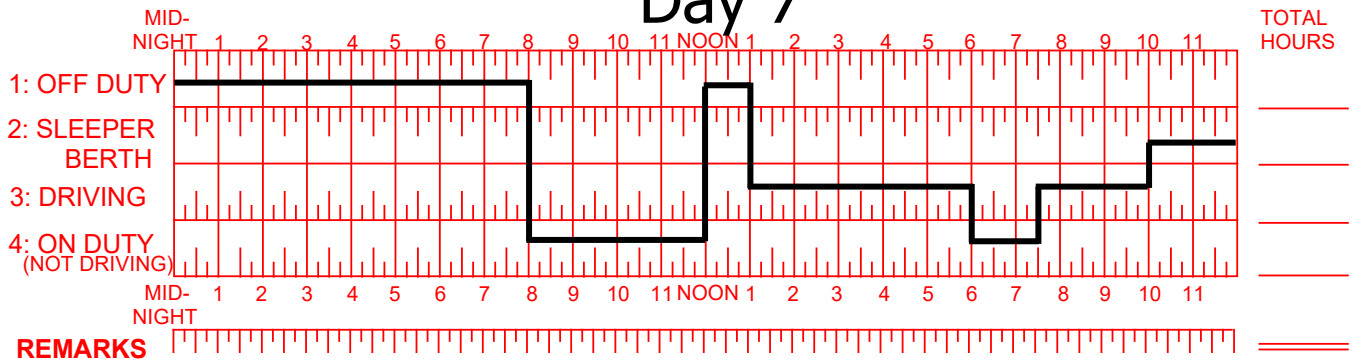 Day 7
MID-
NIGHT 1 2 3 4 5 6 7 8 9 10 11 NOON 1 2 3 4 5 6 7 8 9 10 11
TOTAL
HOURS
1: OFF DUTY
2: SLEEPER
BERTH
3: DRIVING
4: ON DUTY
(NOT DRIVING)
MID-
NIGHT
1 2 3 4 5 6 7 8 9 10 11 NOON 1 2 3 4 5 6 7 8 9 10 11
REMARKS